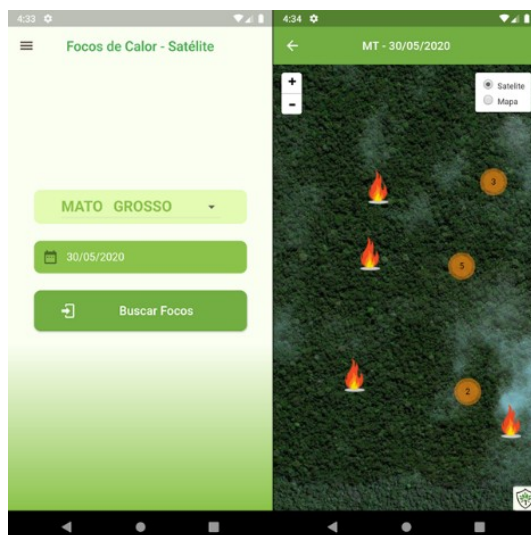 4:33
Focos de Calor - Satélite
MATO GROSSO
30/05/2020
Buscar Focos
4:34
MT - 30/05/2020
+
-
Satelite
Mapa
3
5
2